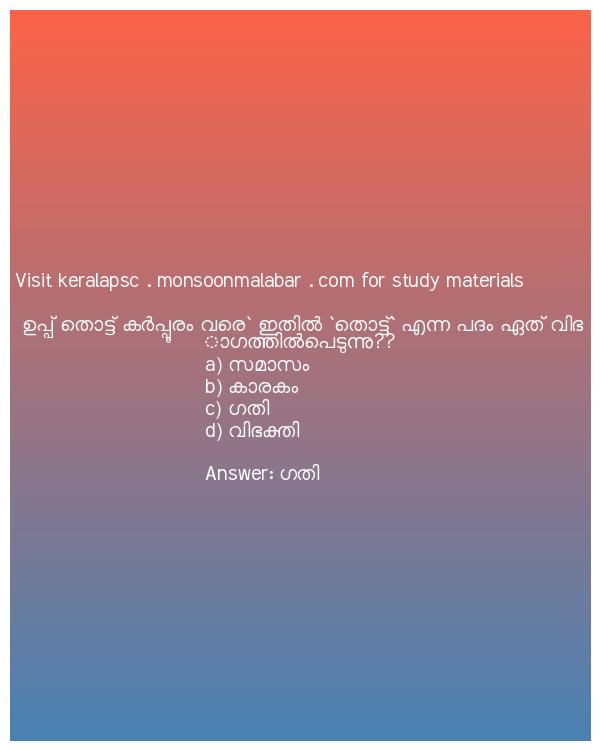 Visit keralapsc . monsoonmalabar . com for study materials
ഉപ്പ് തൊട്ട് കർപ്പൂരം വരെ` ഇതിൽ `തൊട്ട്` എന്ന പദം ഏത് വിഭ
ാഗത്തിൽപെടുന്നു??
a) സമാസം
b) കാരകം
c) ഗതി
d) വിഭക്തി
Answer: ഗതി